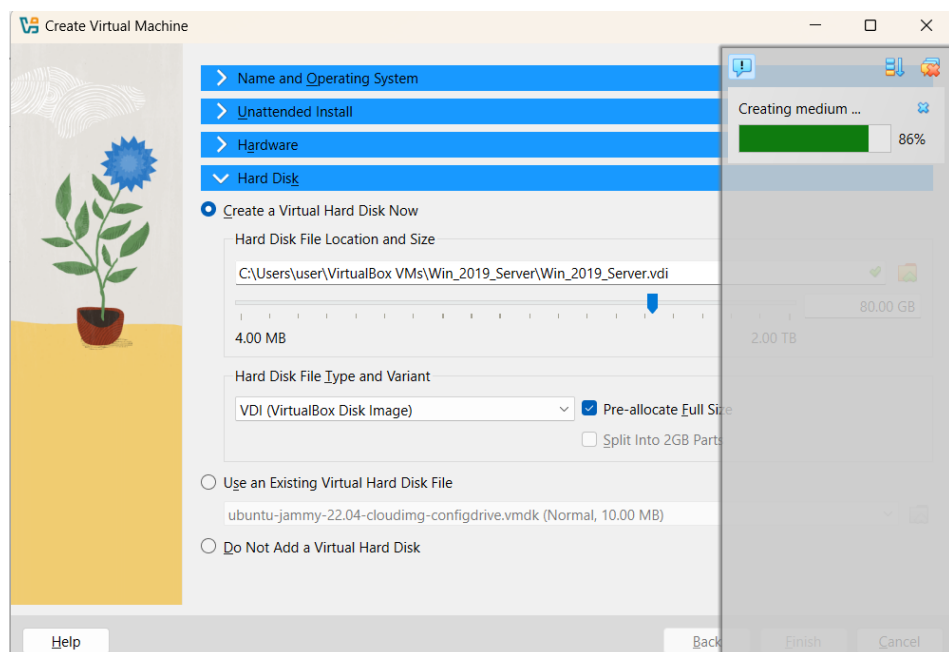 Create Virtual Machine
Name and Operating System
Unattended Install
Hardware
Hard Disk
Creating medium ...
86%
Create a Virtual Hard Disk Now
Hard Disk File Location and Size
C:\Users\user\VirtualBox VMs\Win_2019_Server\Win_2019_Server.vdi
80.00 GB
4.00 MB
2.00 TB
Hard Disk File Type and Variant
VDI (VirtualBox Disk Image)
Pre-allocate Full Size
Split Into 2GB Parts
Use an Existing Virtual Hard Disk File
ubuntu-jammy-22.04-cloudimg-configdrive.vmdk (Normal, 10.00 MB)
Do Not Add a Virtual Hard Disk
Help
Back
Finish
Cancel